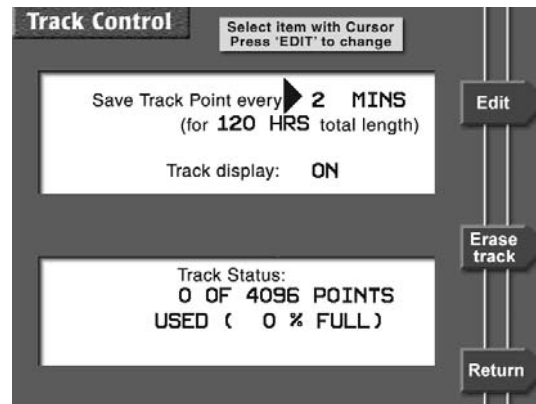 Track Control
Select item with Cursor
Press 'EDIT' to change
Save Track Point every 2 MINS
(for 120 HRS total length)
Track display: ON
Edit
Erase
track
Track Status:
0 OF 4096 POINTS
USED ( 0 % FULL)
Return